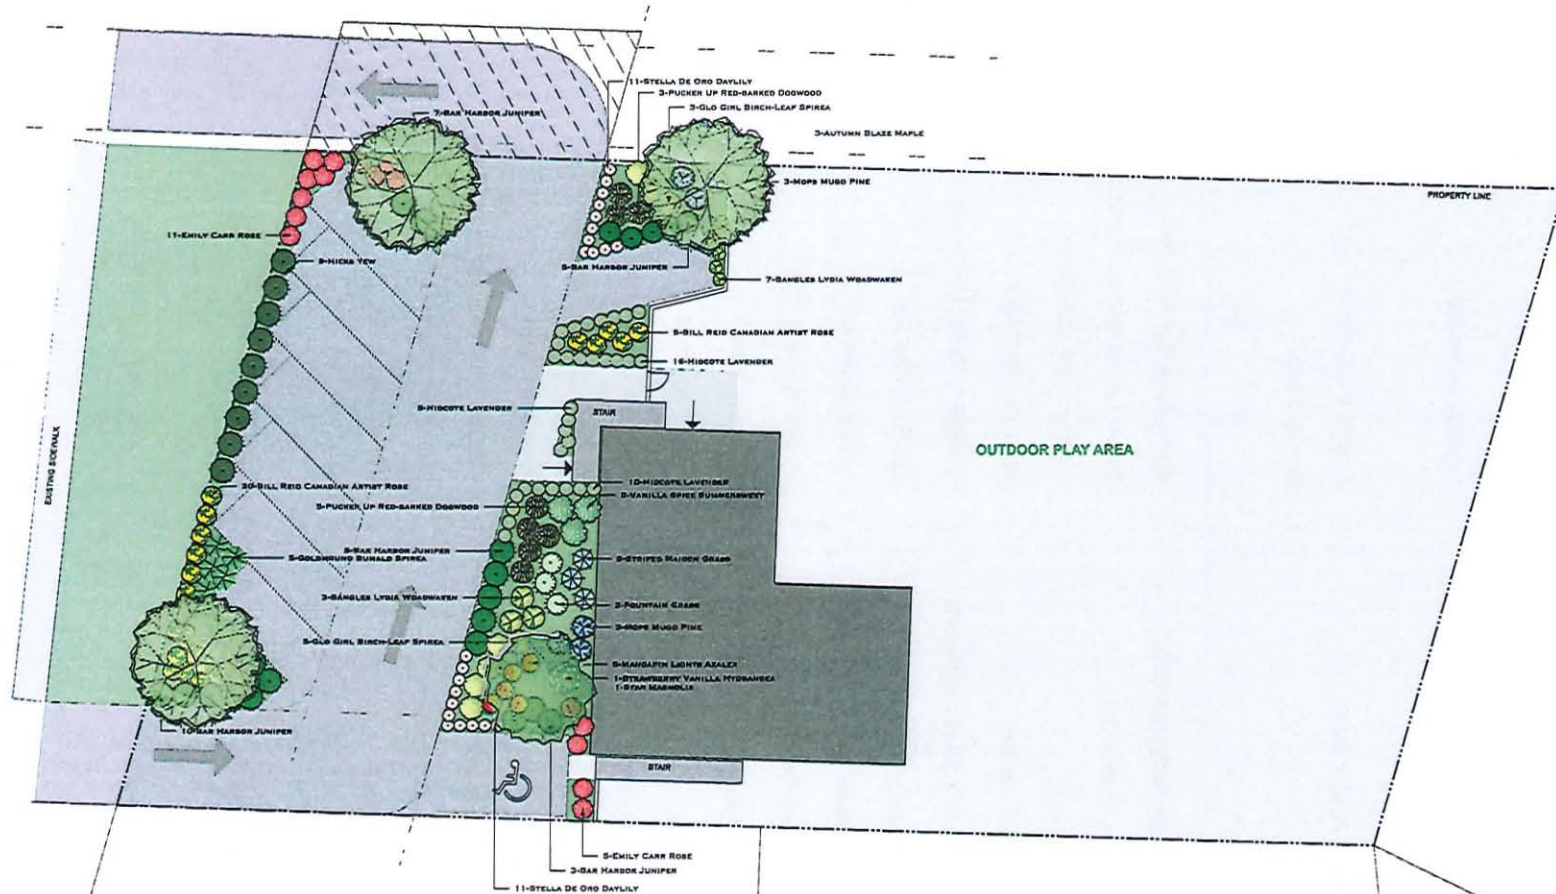 11-STELLA DE ORO DAYLILY
3-PUCKER UP RED-BARKED DOGWOOD
3-GLO GIRL BIRCH-LEAF SPIREA
7-BAR HARBOR JUNIPER
3-AUTUMN BLAZE MAPLE
3-MOPS MUGO PINE
PROPERTY LINE
11-EMILY CARR ROSE
9-HICKS YEW
5-BAR HARBOR JUNIPER
7-BANGLES LYDIA WOADWAXEN
5-BILL REID CANADIAN ARTIST ROSE
16-HIDCOTE LAVENDER
5-HIDCOTE LAVENDER
STAIR
EXISTING SIDEWALK
OUTDOOR PLAY AREA
20-BILL REID CANADIAN ARTIST ROSE
10-HIDCOTE LAVENDER
VANILLA SPICE SUMMERSWEET
5-PUCKER UP RED-BARKED DOGWOOD
BAR HARBOR JUNIPER
5-GOLDMOUND BUMALD SPIREA
STRIPED MAIDEN GRASS
3-BANGLES LYDIA WOADWAXEN
3-FOUNTAIN GRASS
3-MOPS MUGO PINE
5-GLO GIRL BIRCH-LEAF SPIREA
5-MANDARIN LIGHTS AZALEA
1-STRAWBERRY VANILLA HYDRANGEA
1-STAR MAGNOLIA
10-BAR HARBOR JUNIPER
STAIR
5-EMILY CARR ROSE
3-BAR HARBOR JUNIPER
11-STELLA DE ORO DAYLILY